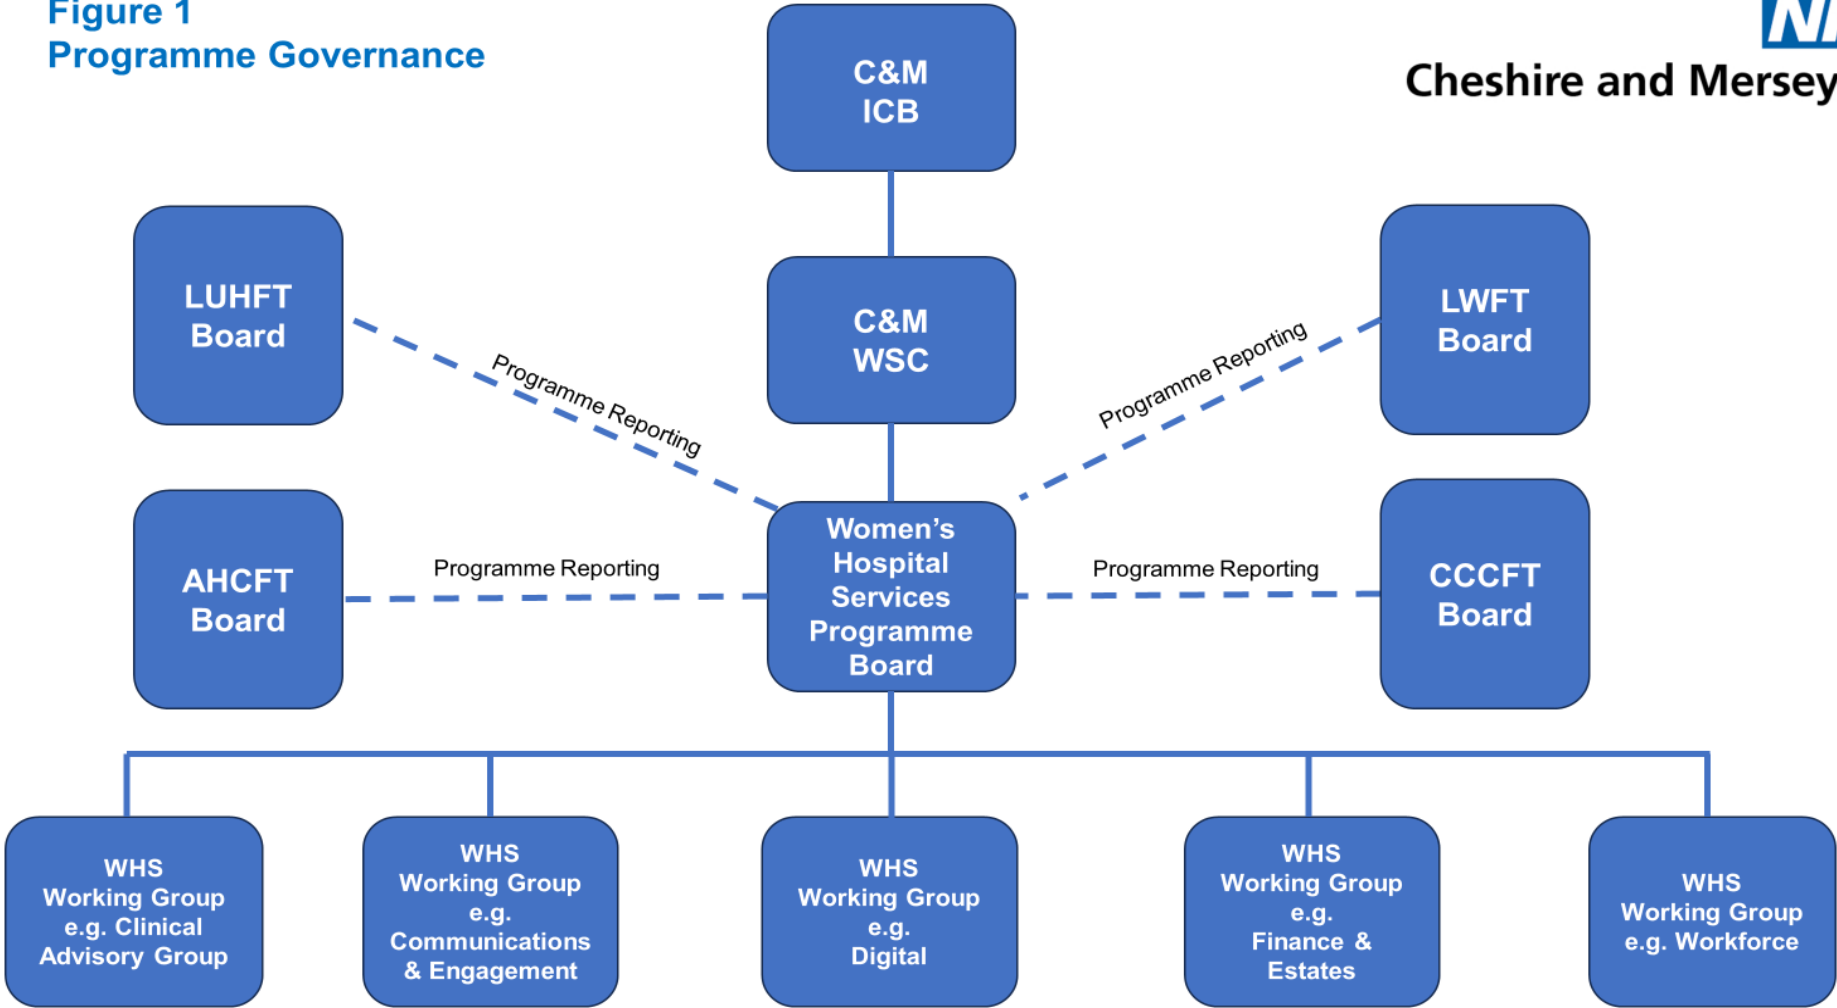 Figure 1
Programme Governance
Cheshire and Mersey
C&M
ICB
LUHFT
Board
C&M
WSC
LWFT
Board
Programme Reporting
Programme Reporting
AHCFT
Board
Programme Reporting
Women's
Hospital
Services
Programme
Board
Programme Reporting
CCCFT
Board
WHS
Working Group
e.g. Clinical
Advisory Group
WHS
Working Group
e.g.
Communications
& Engagement
WHS
Working Group
e.g.
Digital
WHS
Working Group
e.g.
Finance &
Estates
WHS
Working Group
e.g. Workforce